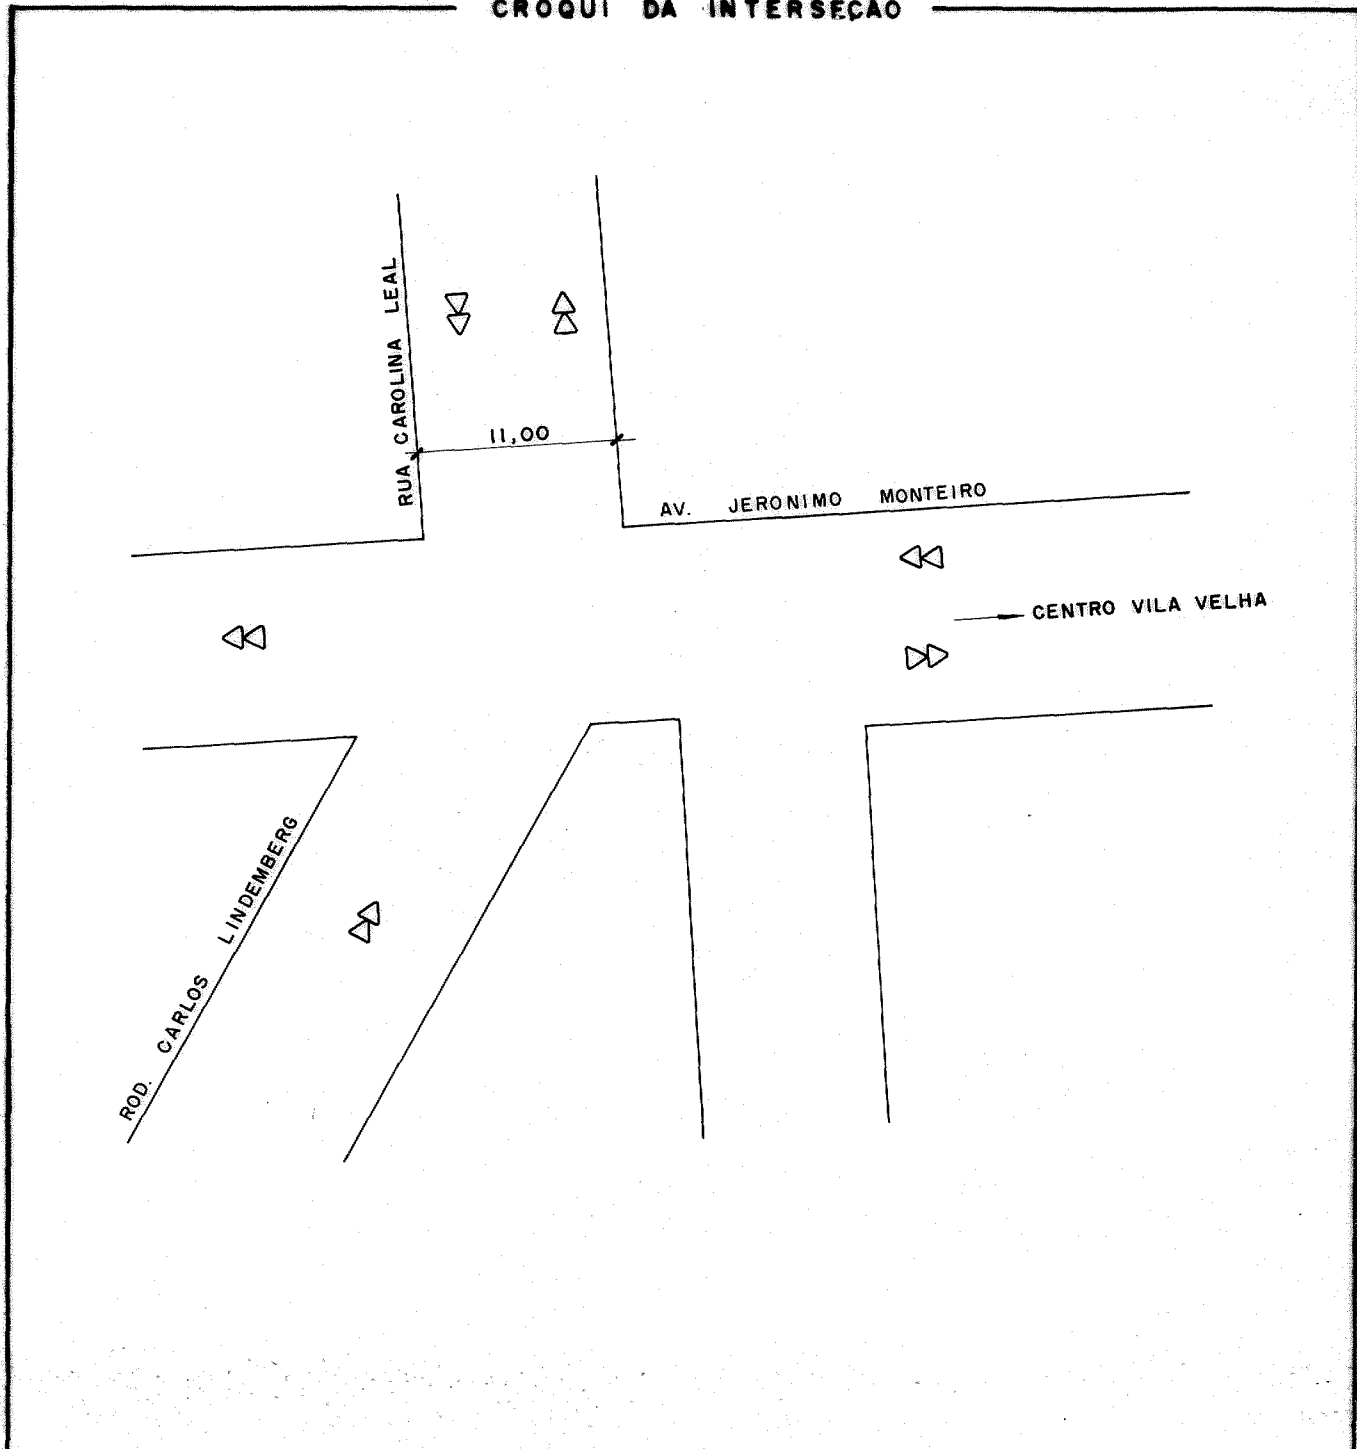 CROQUI DA INTERSEÇÃO
RUA CAROLINA LEAL
11,00
AV. JERONIMO MONTEIRO
CENTRO VILA VELHA
ROD. CARLOS LINDEMBERG